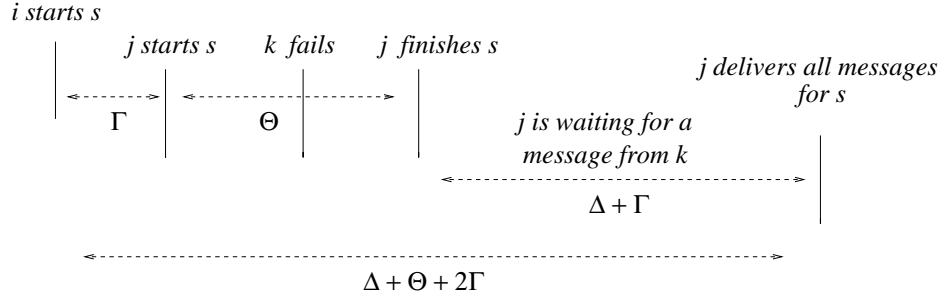 i starts s
j starts s
k fails
j finishes s
j delivers all messages
for s
Γ
Θ
j is waiting for a
message from k
Δ + Γ
Δ + Θ + 2Γ